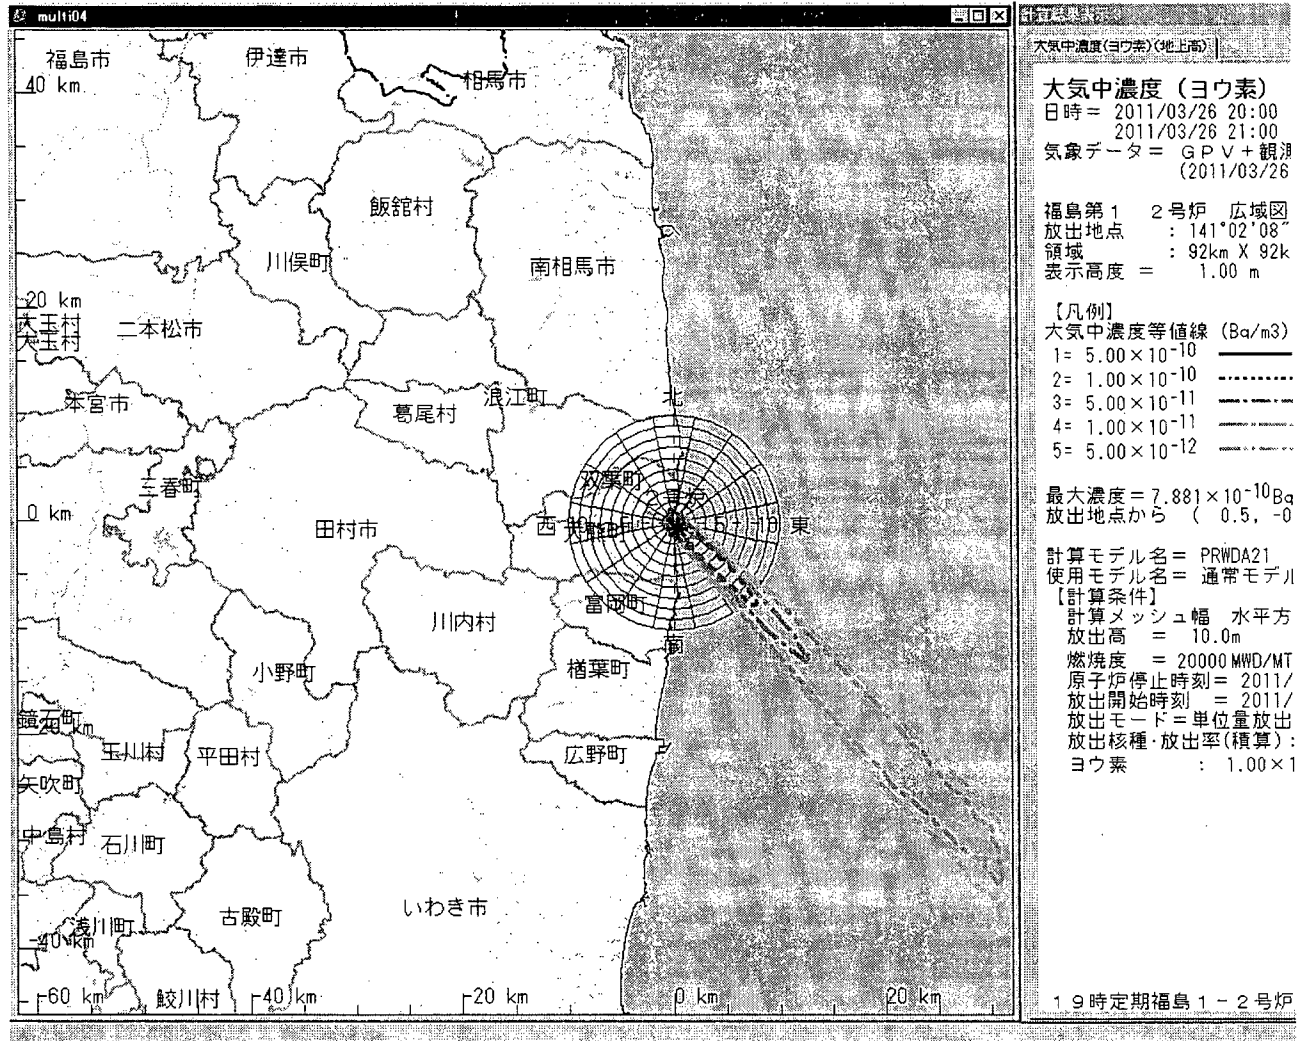 multi04
福島市
伊達市
相馬市
40 km
飯舘村
川俣町
南相馬市
20 km
大玉村
大玉村
二本松市
本宮市
浪江町
北
葛尾村
双葉町
三春町
0 km
田村市
西
東
富岡町
川内村
南
小野町
楢葉町
鏡石町
-20 km
玉川村
平田村
広野町
矢吹町
中島村
石川町
いわき市
古殿町
浅川町
-40 km
鮫川村
-60 km
-40 km
-20 km
0 km
20 km
計算結果表示
大気中濃度(ヨウ素)(地上高)
大気中濃度(ヨウ素)
日時= 2011/03/26 20:00
2011/03/26 21:00
気象データ= GPV+観測
(2011/03/26
福島第1 2号炉 広域図
放出地点 : 141°02'08"
領域 : 92km X 92k
表示高度 = 1.00 m
【凡例】
大気中濃度等値線 (Bq/m3)
1= 5.00×10-10
2= 1.00×10-10
3= 5.00×10-11
4= 1.00×10-11
5= 5.00×10-12
最大濃度=7.881×10-10Bq
放出地点から ( 0.5, -0
計算モデル名= PRWDA21
使用モデル名= 通常モデル
【計算条件】
計算メッシュ幅 水平方
放出高 = 10.0m
燃焼度 = 20000MWD/MT
原子炉停止時刻= 2011/
放出開始時刻 = 2011/
放出モード=単位量放出
放出核種・放出率(積算):
ヨウ素 : 1.00×1
19時定期福島1-2号炉